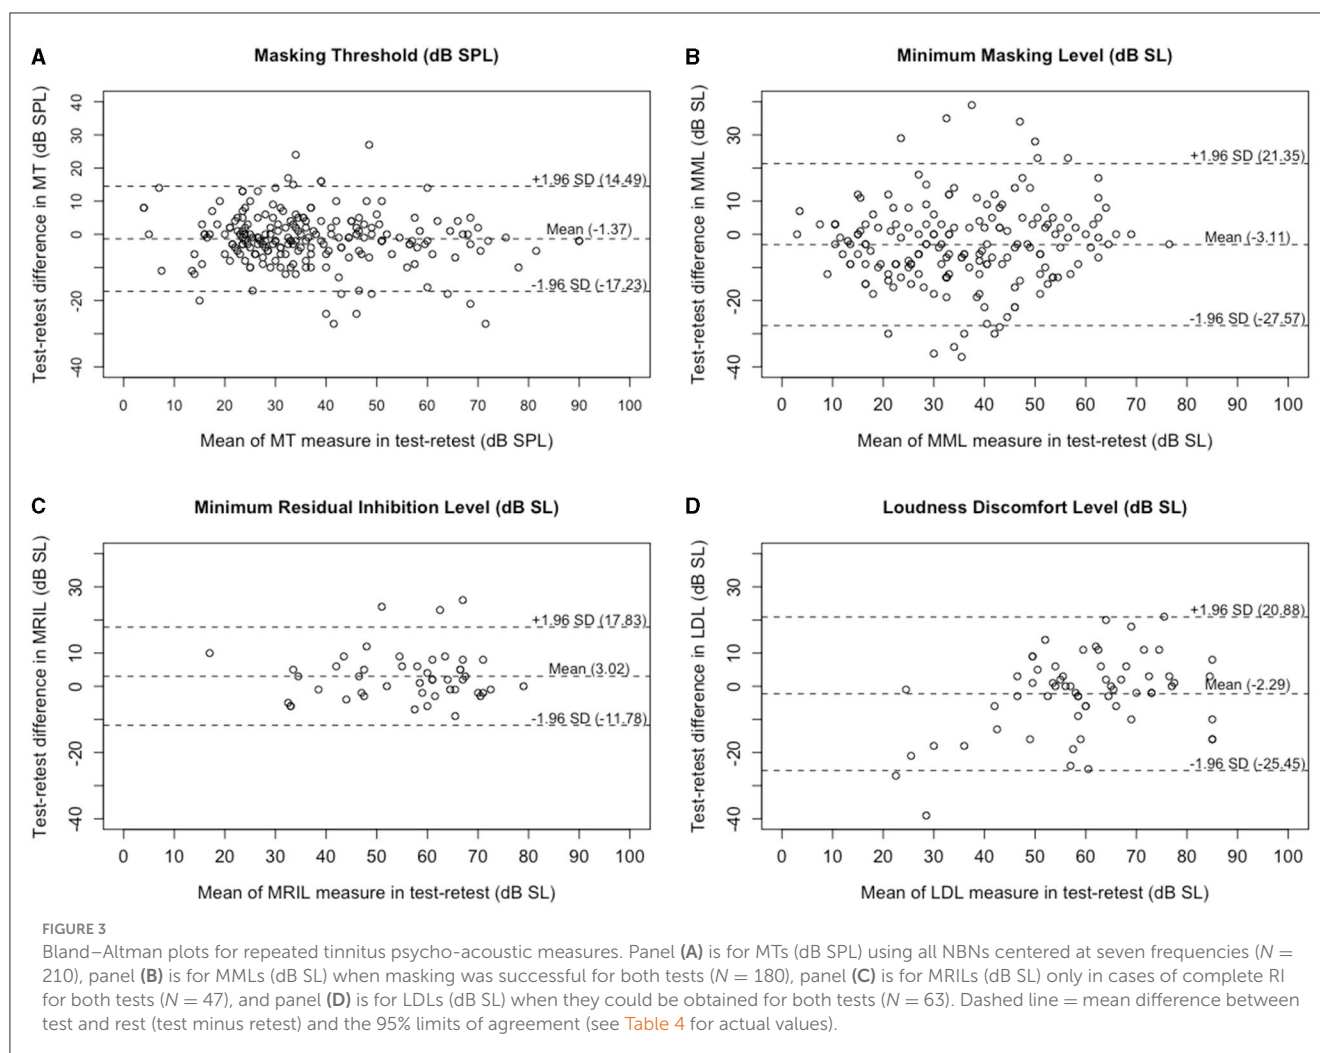 A
Masking Threshold (dB SPL)
Test-retest difference in MT (dB SPL)
40
20
10
0
-20
-40
+1.96 SD (14.49)
Mean (-1.37)
-1.96 SD (-17.23)
0 10 20 30 40 50 60 70 80 90 100
Mean of MT measure in test-retest (dB SPL)
B
Minimum Masking Level (dB SL)
Test-retest difference in MML (dB SL)
30
10
0
-20
-40
+1.96 SD (21.35)
Mean (-3.11)
-1.96 SD (-27.57)
0 10 20 30 40 50 60 70 80 90 100
Mean of MML measure in test-retest (dB SL)
C
Minimum Residual Inhibition Level (dB SL)
Test-retest difference in MRIL (dB SL)
30
10
0
-20
-40
+1.96 SD (17.83)
Mean (3.02)
-1.96 SD (-11.78)
0 10 20 30 40 50 60 70 80 90 100
Mean of MRIL measure in test-retest (dB SL)
D
Loudness Discomfort Level (dB SL)
Test-retest difference in LDL (dB SL)
30
10
0
-20
-40
+1.96 SD (20.88)
Mean (-2.29)
-1.96 SD (-25.45)
0 10 20 30 40 50 60 70 80 90 100
Mean of LDL measure in test-retest (dB SL)
FIGURE 3
Bland–Altman plots for repeated tinnitus psycho-acoustic measures. Panel (A) is for MTs (dB SPL) using all NBNs centered at seven frequencies (N =
210), panel (B) is for MMLs (dB SL) when masking was successful for both tests (N = 180), panel (C) is for MRILs (dB SL) only in cases of complete RI
for both tests (N = 47), and panel (D) is for LDLs (dB SL) when they could be obtained for both tests (N = 63). Dashed line = mean difference between
test and rest (test minus retest) and the 95% limits of agreement (see Table 4 for actual values).